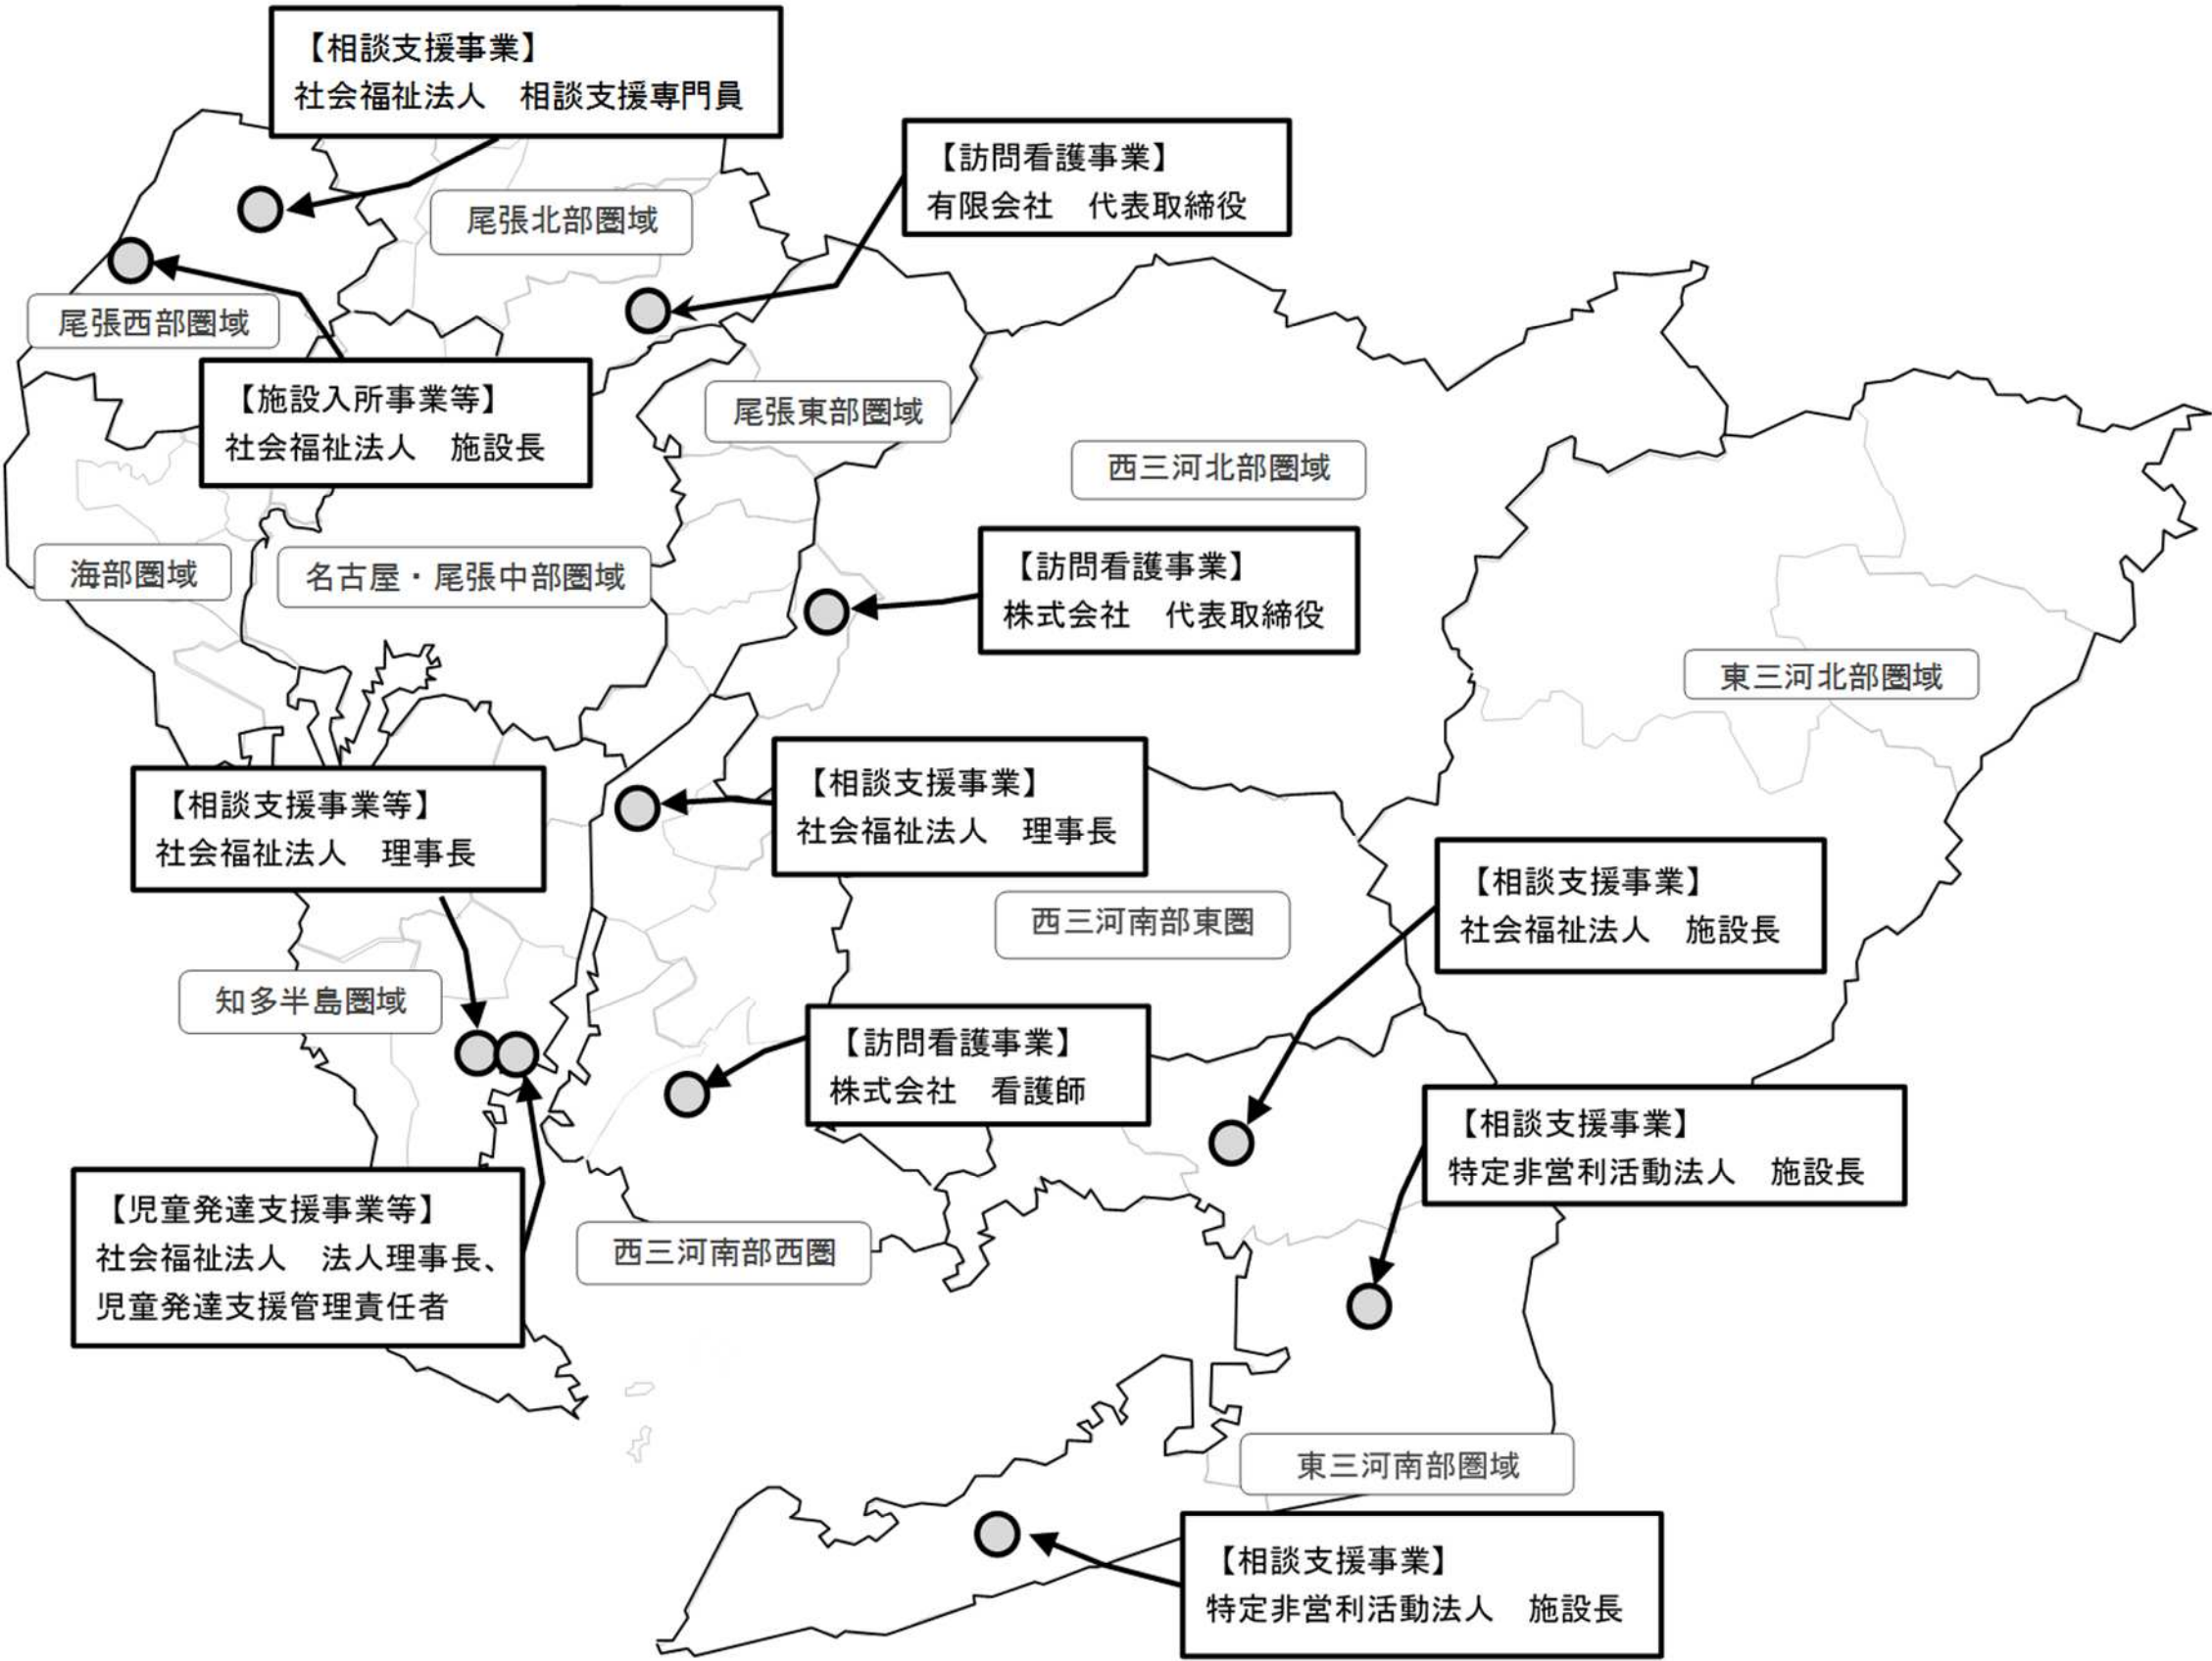 【相談支援事業】
社会福祉法人　相談支援専門員
【訪問看護事業】
有限会社　代表取締役
尾張北部圏域
尾張西部圏域
【施設入所事業等】
社会福祉法人　施設長
尾張東部圏域
西三河北部圏域
海部圏域
名古屋・尾張中部圏域
【訪問看護事業】
株式会社　代表取締役
東三河北部圏域
【相談支援事業等】
社会福祉法人　理事長
【相談支援事業】
社会福祉法人　理事長
西三河南部東圏
【相談支援事業】
社会福祉法人　施設長
知多半島圏域
【訪問看護事業】
株式会社　看護師
【相談支援事業】
特定非営利活動法人　施設長
【児童発達支援事業等】
社会福祉法人　法人理事長、
児童発達支援管理責任者
西三河南部西圏
東三河南部圏域
【相談支援事業】
特定非営利活動法人　施設長